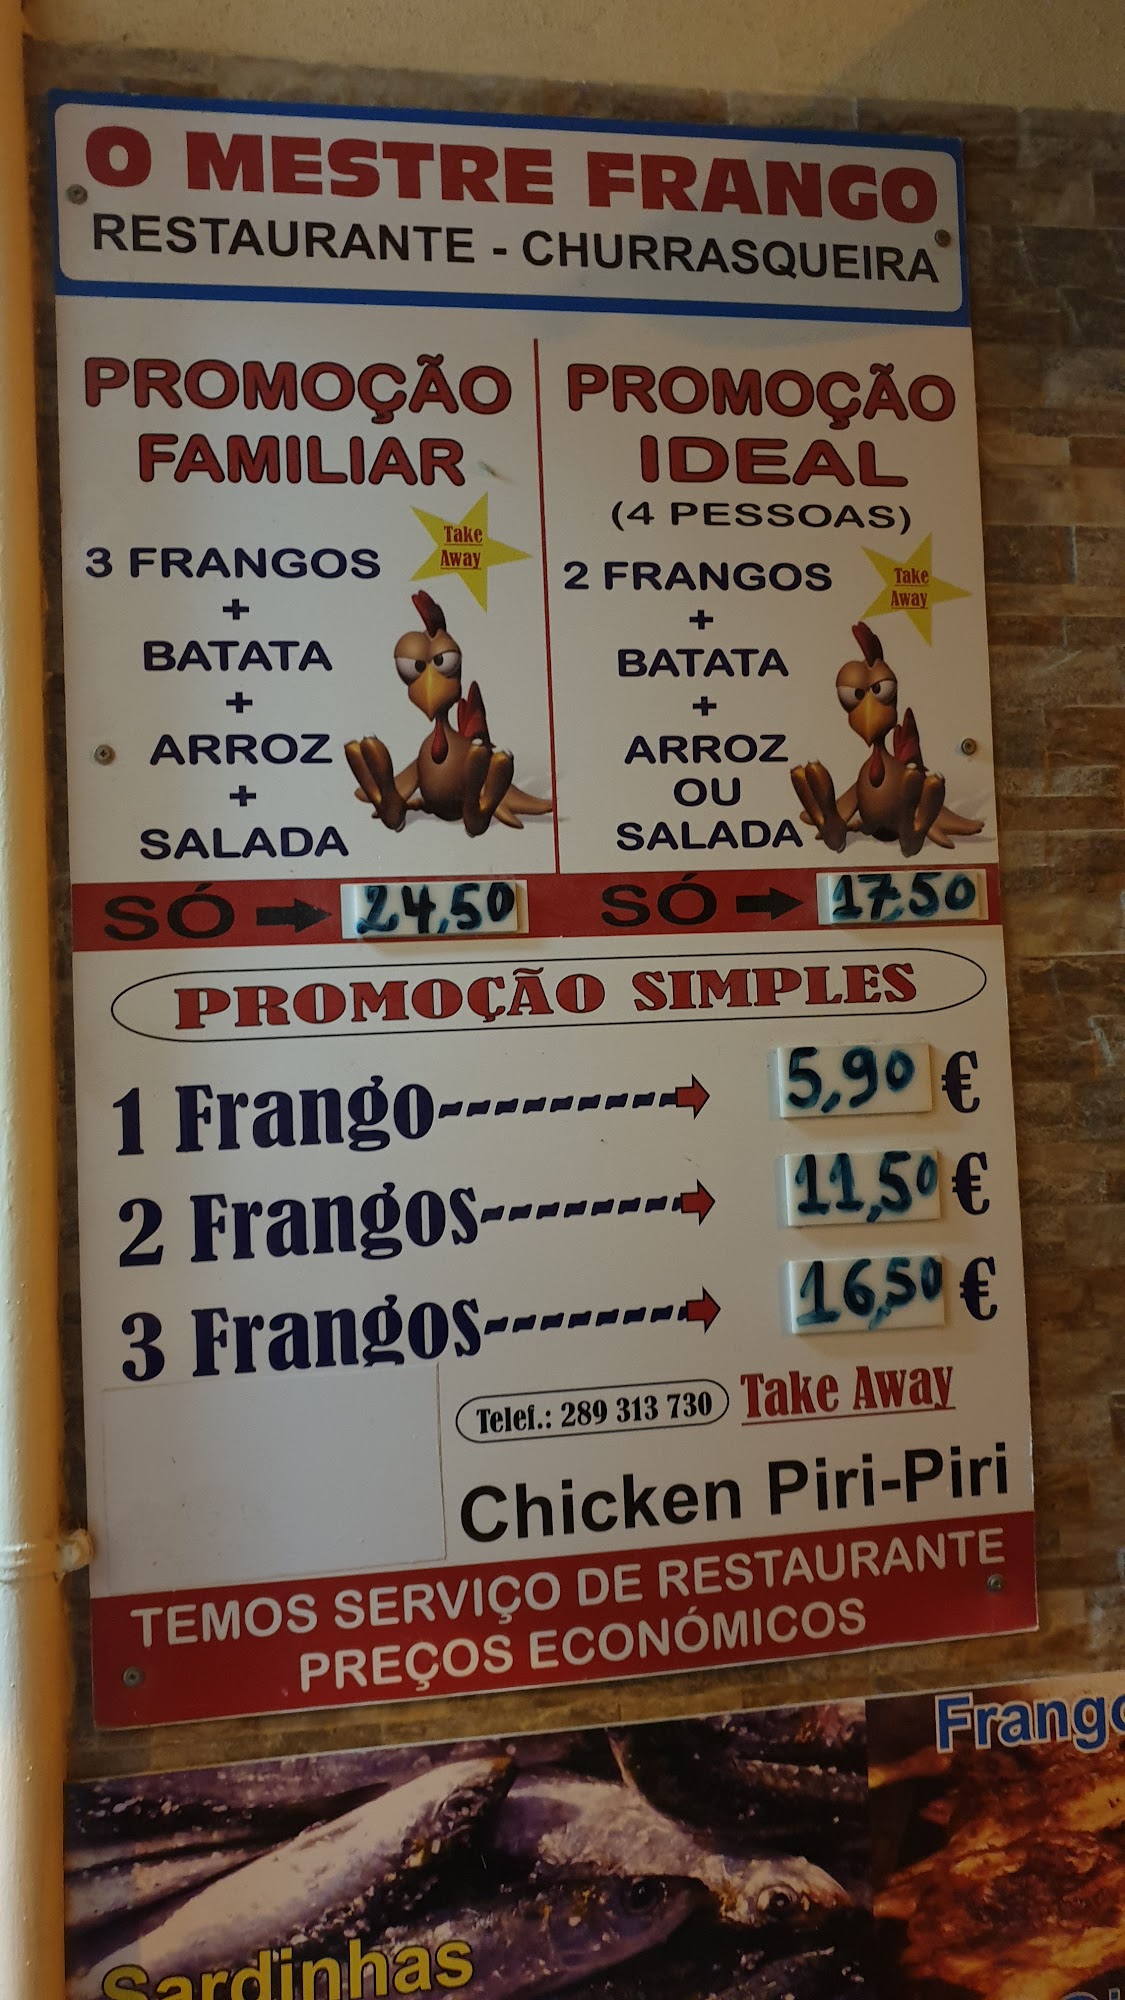 O MESTRE FRANGO
RESTAURANTE - CHURRASQUEIRA
PROMOÇÃO
FAMILIAR
Take
Away
3 FRANGOS
+
BATATA
+
ARROZ
+
SALADA
SÓ 24,50
PROMOÇÃO
IDEAL
(4 PESSOAS)
Take
Away
2 FRANGOS
+
BATATA
+
ARROZ
OU
SALADA
SÓ 17,50
PROMOÇÃO SIMPLES
1 Frango 5,90 €
2 Frangos 11,50 €
3 Frangos 16,50 €
Telef.: 289 313 730 Take Away
Chicken Piri-Piri
TEMOS SERVIÇO DE RESTAURANTE
PREÇOS ECONÓMICOS
Frango
Sardinhas